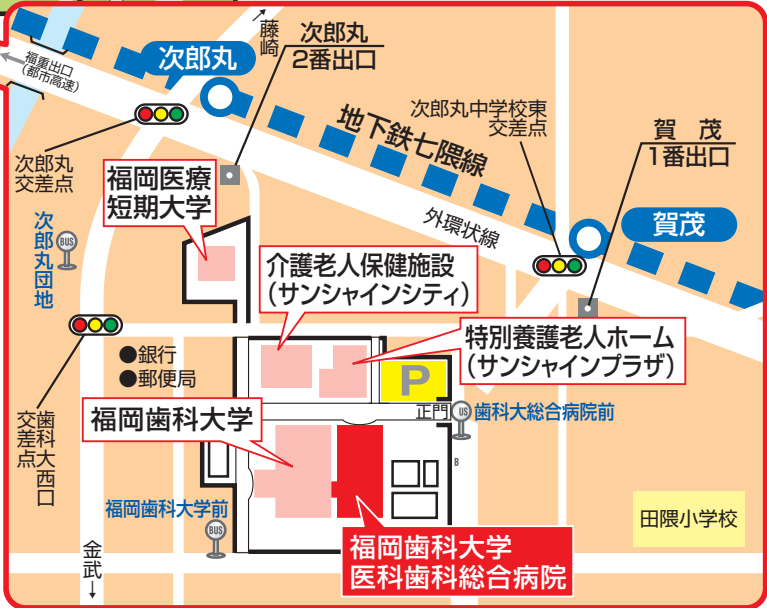 藤崎
次郎丸
2番出口
次郎丸
福重出口
(都市高速)
地下鉄七隈線
次郎丸中学校東
交差点
賀茂
1番出口
次郎丸
交差点
福岡医療
短期大学
外環状線
賀茂
BUS
次郎丸団地
介護老人保健施設
(サンシャインシティ)
特別養護老人ホーム
(サンシャインプラザ)
●銀行
●郵便局
P
福岡歯科大学
正門
US
歯科大総合病院前
歯科大西口
交差点
B
福岡歯科大学前
BUS
田隈小学校
福岡歯科大学
医科歯科総合病院
金武